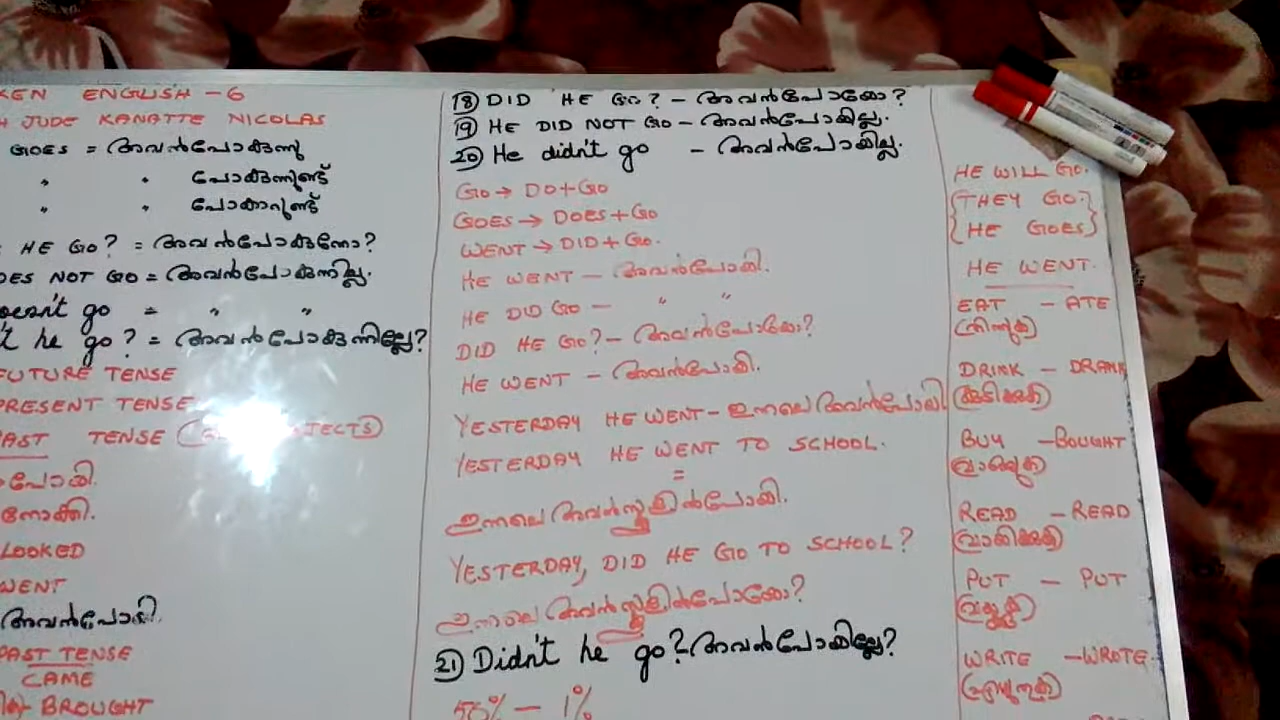 KEN ENGLISH - 6
H JUDE KANATTE NICOLAS
GOES = അവൻപോകുന്നു
" " പോകുന്നുണ്ട്
" " പോകാറുണ്ട്
HE GO? = അവൻപോകുന്നോ?
OES NOT GO = അവൻപോകുന്നില്ല.
oesn't go = " "
't he go? = അവൻപോകുന്നില്ലേ?
FUTURE TENSE
PRESENT TENSE
PAST TENSE
പോയി.
നോക്കി.
LOOKED
WENT
അവൻപോയി.
PAST TENSE
CAME
BROUGHT
18 DID HE GO? - അവൻപോയോ?
19 HE DID NOT GO - അവൻപോയില്ല.
20 He didn't go - അവൻപോയില്ല.
GO → DO+GO
GOES → DOES+GO
WENT → DID+GO.
HE WENT - അവൻപോയി.
HE DID GO - " "
DID HE GO? - അവൻപോയോ?
HE WENT - അവൻപോയി.
YESTERDAY HE WENT - ഇന്നലെ അവൻപോയി
YESTERDAY HE WENT TO SCHOOL.
=
ഇന്നലെ അവൻസ്കൂളിൽപോയി.
YESTERDAY, DID HE GO TO SCHOOL?
ഇന്നലെ അവൻസ്കൂളിൽപോയോ?
21 Didn't he go? അവൻപോയില്ലേ?
50% - 1%
HE WILL GO.
{THEY GO.}
{HE GOES}
HE WENT.
EAT - ATE
(തിന്നുക)
DRINK - DRANK
(കുടിക്കുക)
BUY - BOUGHT
(വാങ്ങുക)
READ - READ
(വായിക്കുക)
PUT - PUT
WRITE - WROTE.
(എഴുതുക)